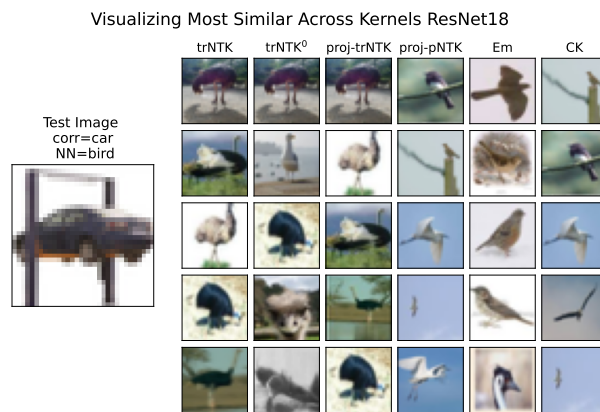 Visualizing Most Similar Across Kernels ResNet18
trNTK trNTK⁰ proj-trNTK proj-pNTK Em CK
Test Image
corr=car
NN=bird